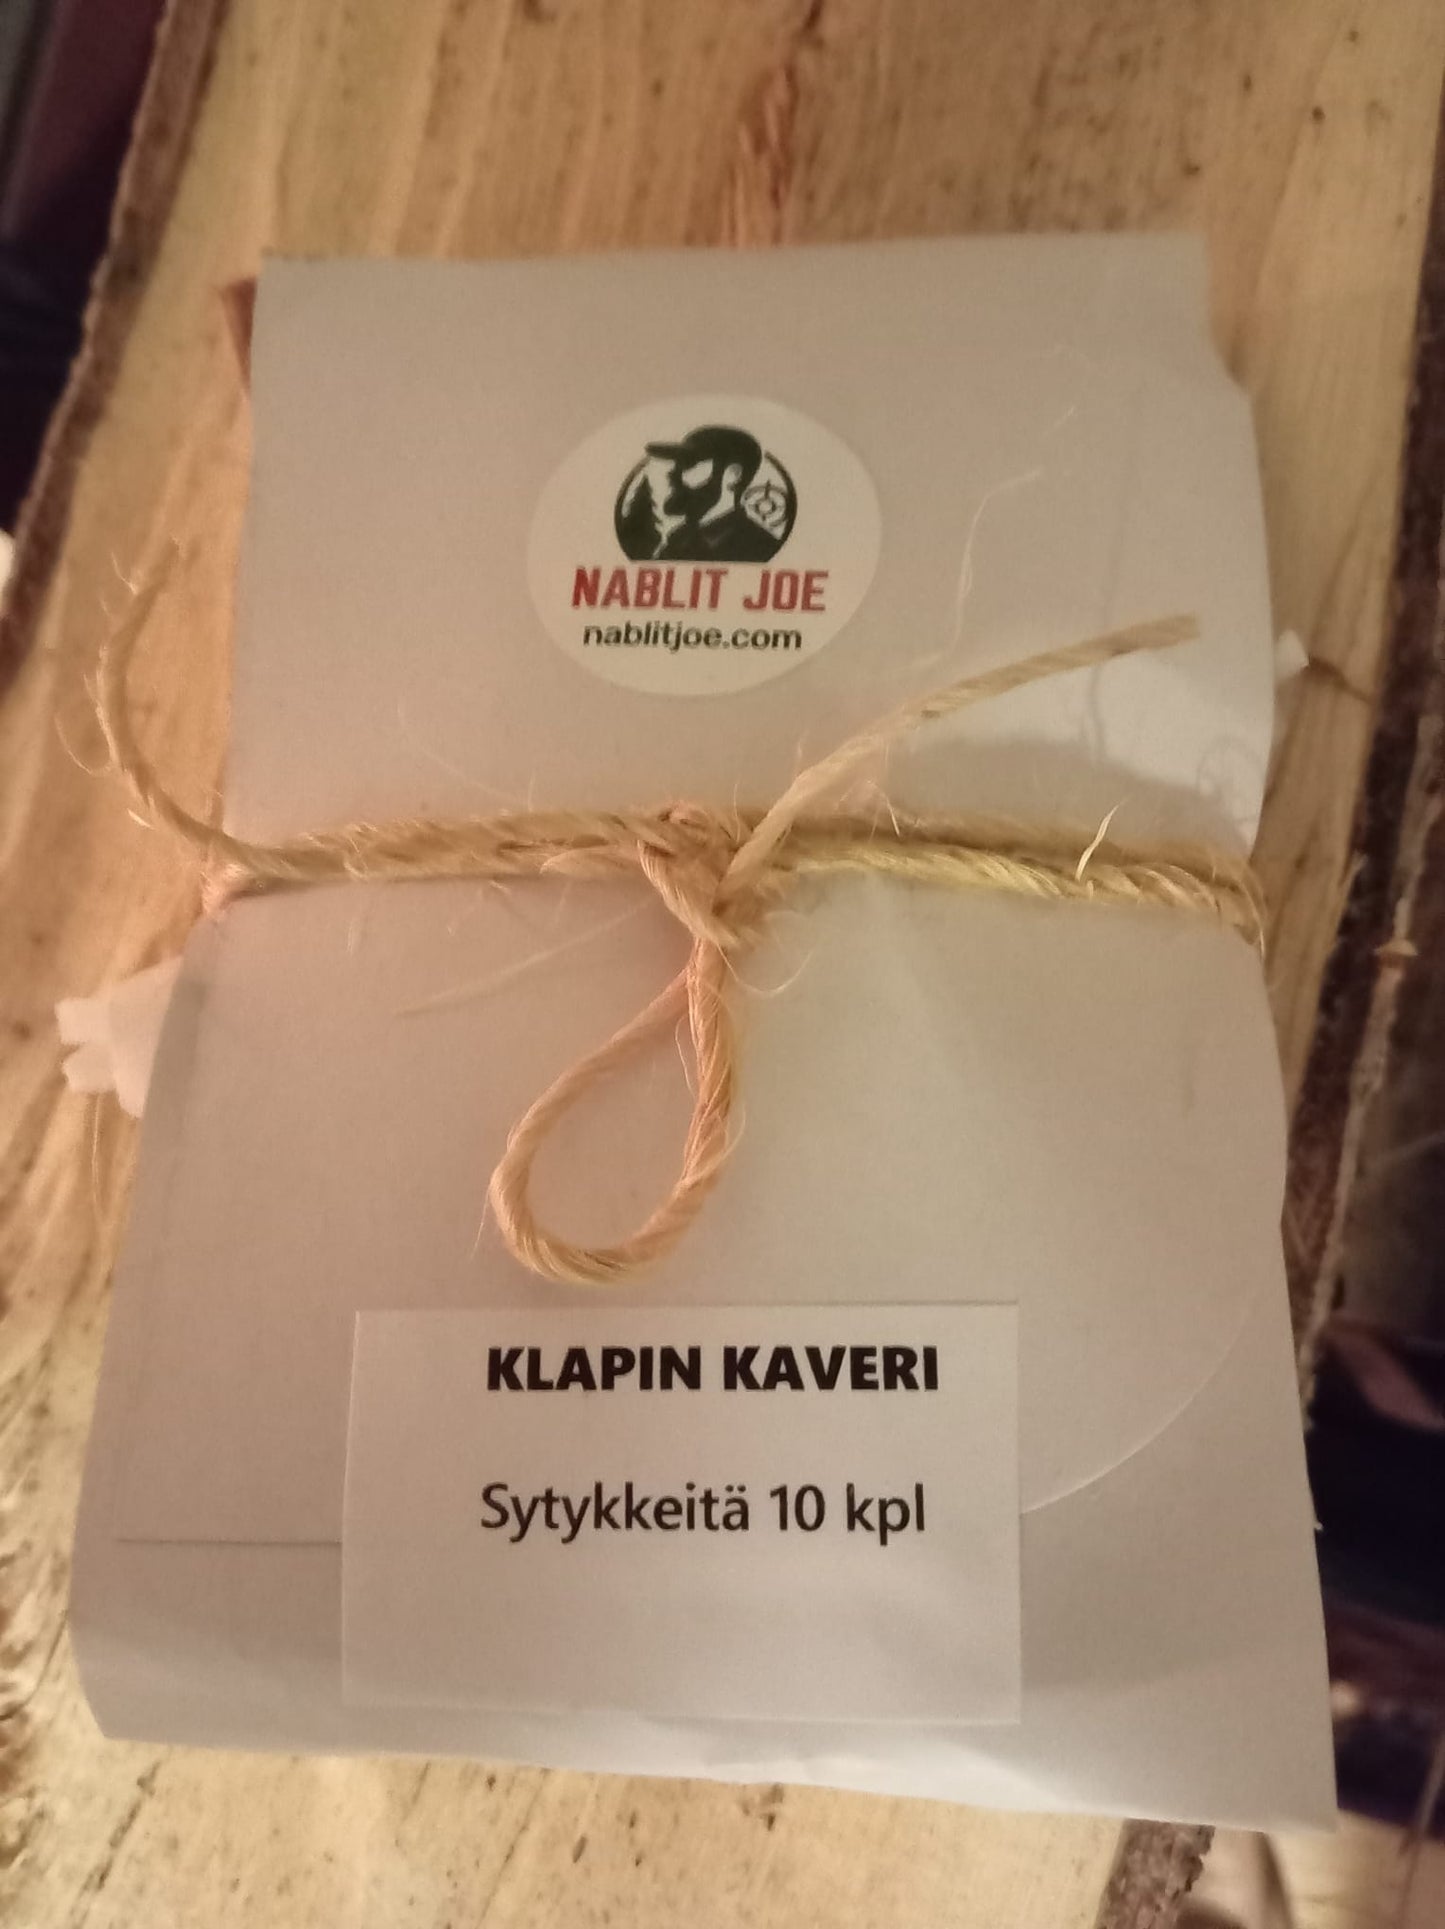 NABLIT JOE
nablitjoe.com
KLAPIN KAVERI
Sytykkeitä 10 kpl